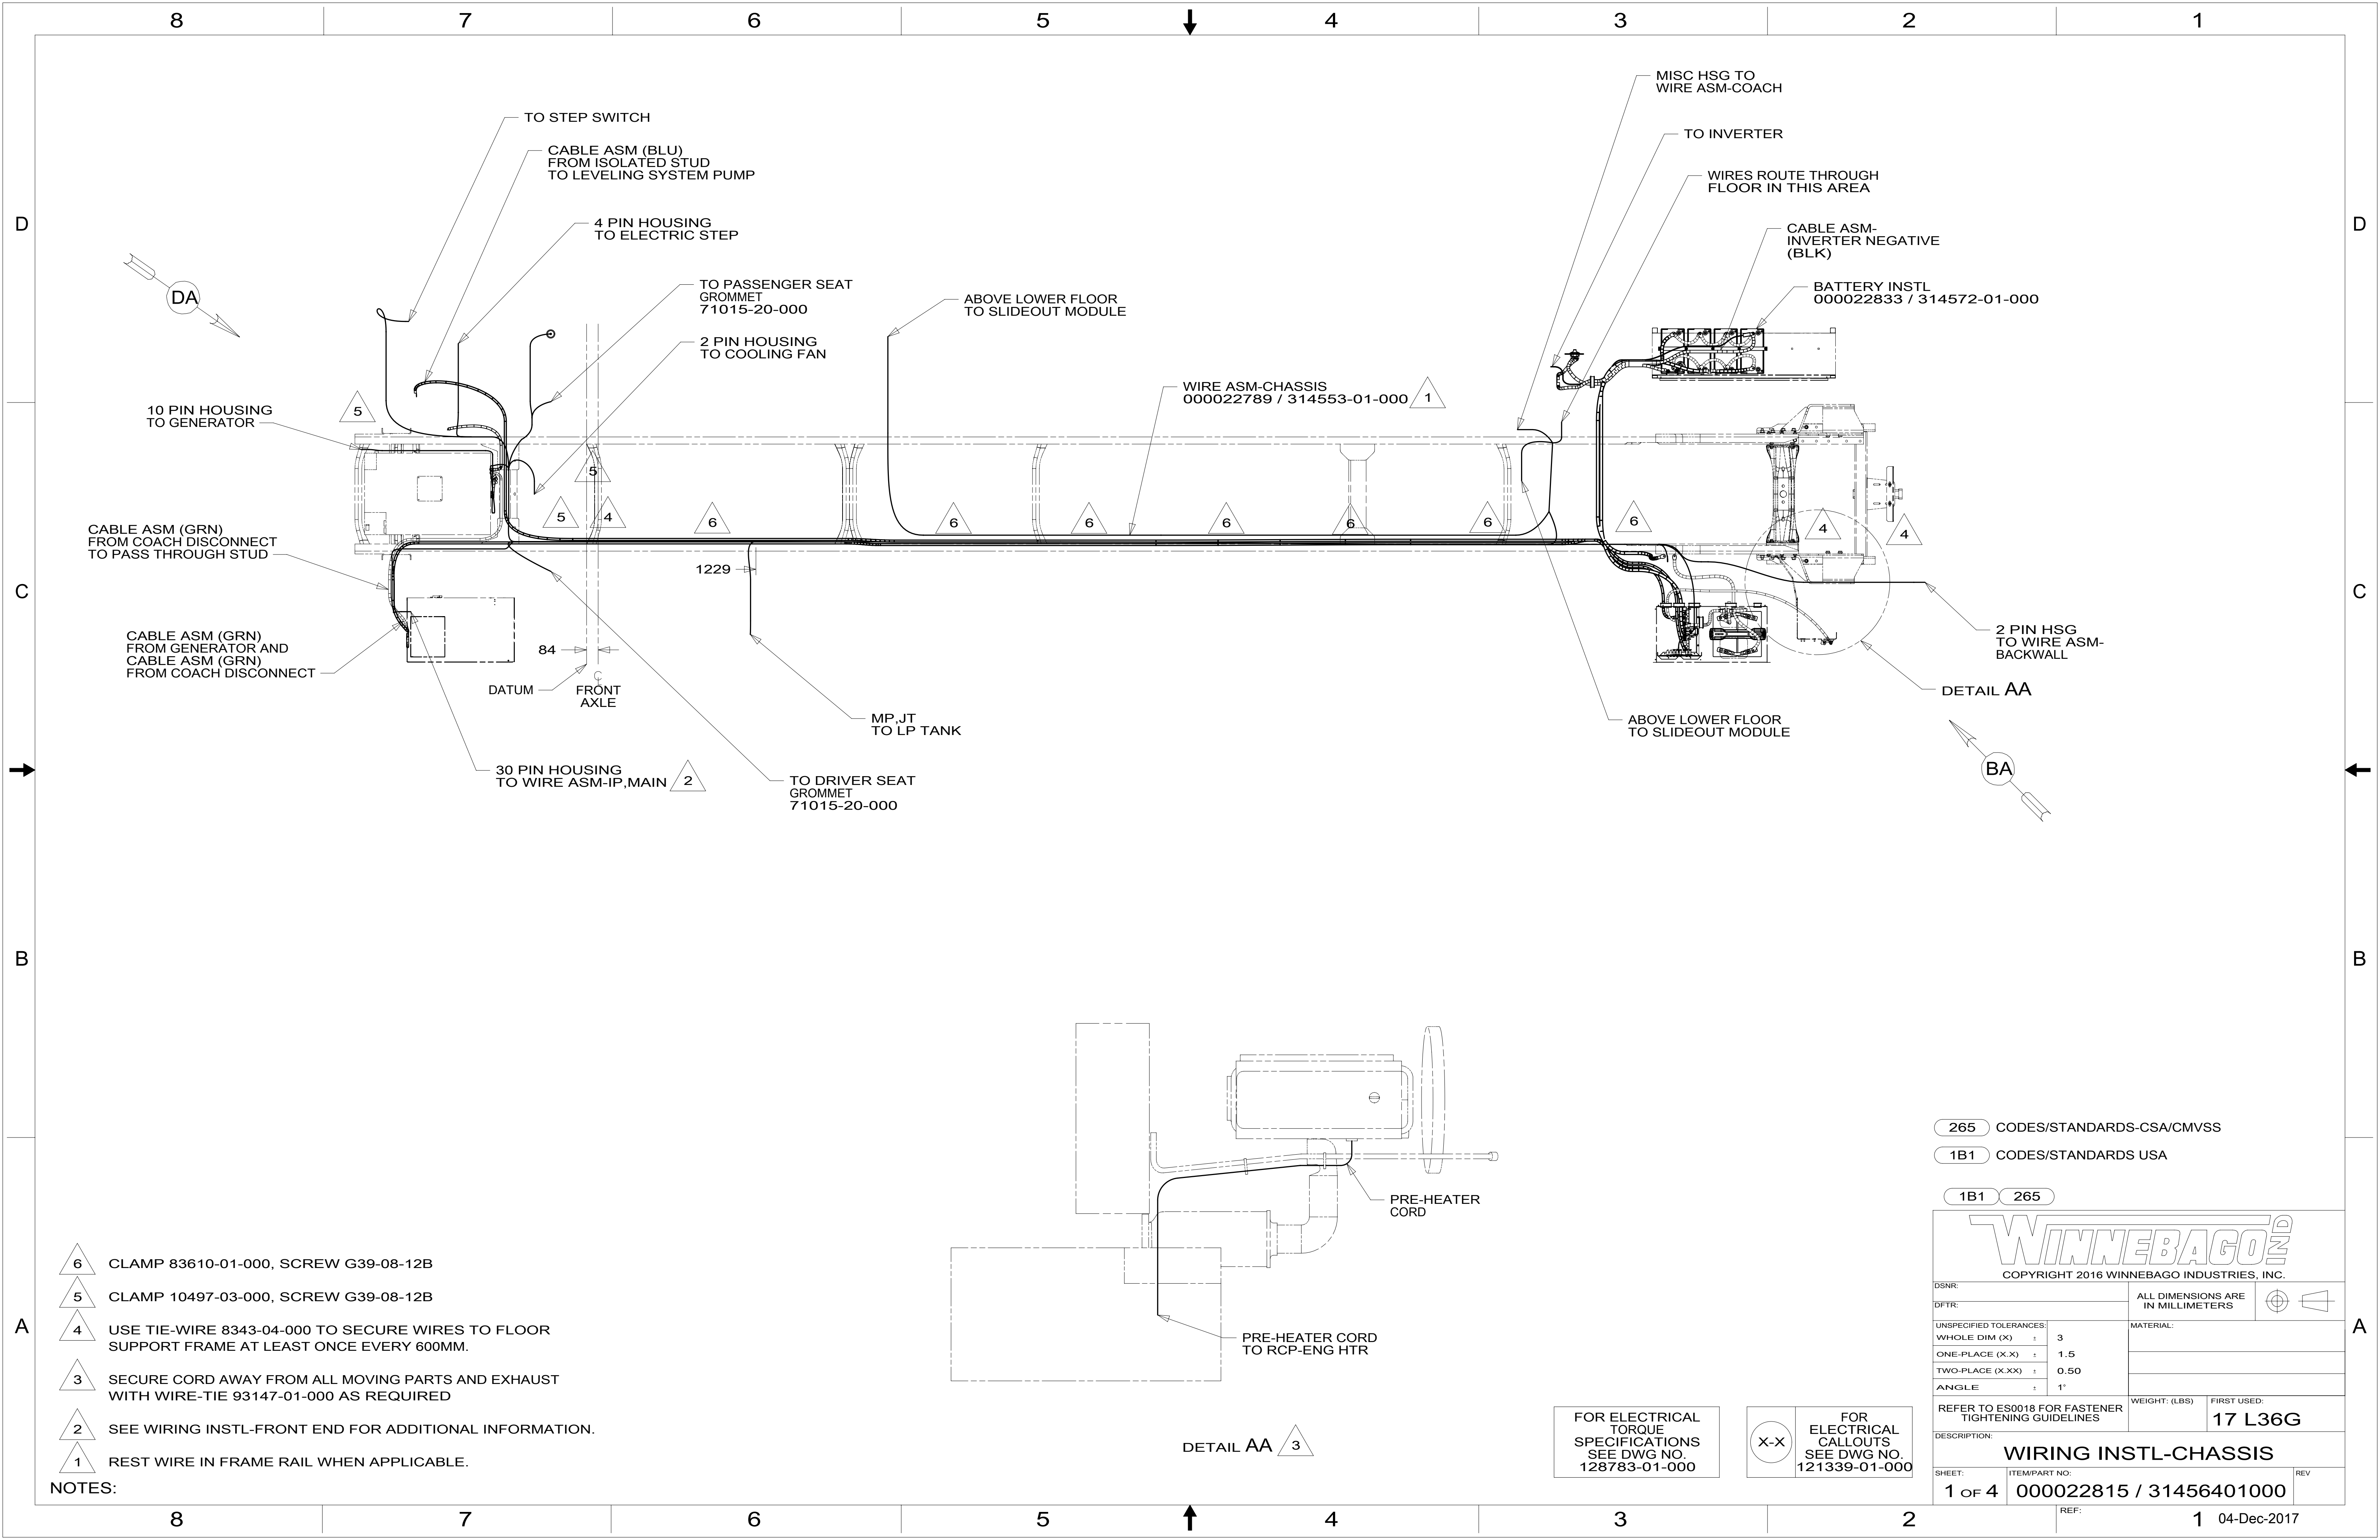 8 7 6 5 4 3 2 1
MISC HSG TO
WIRE ASM-COACH
TO STEP SWITCH
TO INVERTER
CABLE ASM (BLU)
FROM ISOLATED STUD
TO LEVELING SYSTEM PUMP
WIRES ROUTE THROUGH
FLOOR IN THIS AREA
D
D
4 PIN HOUSING
TO ELECTRIC STEP
CABLE ASM-
INVERTER NEGATIVE
(BLK)
DA
TO PASSENGER SEAT
GROMMET
71015-20-000
ABOVE LOWER FLOOR
TO SLIDEOUT MODULE
BATTERY INSTL
000022833 / 314572-01-000
2 PIN HOUSING
TO COOLING FAN
WIRE ASM-CHASSIS
000022789 / 314553-01-000
1
10 PIN HOUSING
TO GENERATOR
5
5
5
4
6
6
6
6
6
6
6
4
4
CABLE ASM (GRN)
FROM COACH DISCONNECT
TO PASS THROUGH STUD
1229
C
C
CABLE ASM (GRN)
FROM GENERATOR AND
CABLE ASM (GRN)
FROM COACH DISCONNECT
84
DATUM
FRONT
AXLE
2 PIN HSG
TO WIRE ASM-
BACKWALL
DETAIL AA
MP,JT
TO LP TANK
ABOVE LOWER FLOOR
TO SLIDEOUT MODULE
30 PIN HOUSING
TO WIRE ASM-IP,MAIN
2
TO DRIVER SEAT
GROMMET
71015-20-000
BA
B
B
PRE-HEATER
CORD
PRE-HEATER CORD
TO RCP-ENG HTR
DETAIL AA
3
265 CODES/STANDARDS-CSA/CMVSS
1B1 CODES/STANDARDS USA
1B1 265
A
A
6 CLAMP 83610-01-000, SCREW G39-08-12B
5 CLAMP 10497-03-000, SCREW G39-08-12B
4 USE TIE-WIRE 8343-04-000 TO SECURE WIRES TO FLOOR
SUPPORT FRAME AT LEAST ONCE EVERY 600MM.
3 SECURE CORD AWAY FROM ALL MOVING PARTS AND EXHAUST
WITH WIRE-TIE 93147-01-000 AS REQUIRED
2 SEE WIRING INSTL-FRONT END FOR ADDITIONAL INFORMATION.
1 REST WIRE IN FRAME RAIL WHEN APPLICABLE.
NOTES:
FOR ELECTRICAL
TORQUE
SPECIFICATIONS
SEE DWG NO.
128783-01-000
X-X
FOR
ELECTRICAL
CALLOUTS
SEE DWG NO.
121339-01-000
WINNEBAGO IND
COPYRIGHT 2016 WINNEBAGO INDUSTRIES, INC.
DSNR:
DFTR:
ALL DIMENSIONS ARE
IN MILLIMETERS
UNSPECIFIED TOLERANCES:
WHOLE DIM (X) ± 3
ONE-PLACE (X.X) ± 1.5
TWO-PLACE (X.XX) ± 0.50
ANGLE ± 1°
MATERIAL:
REFER TO ES0018 FOR FASTENER
TIGHTENING GUIDELINES
WEIGHT: (LBS)
FIRST USED:
17 L36G
DESCRIPTION:
WIRING INSTL-CHASSIS
SHEET:
1 OF 4
ITEM/PART NO:
000022815 / 31456401000
REV
REF:
04-Dec-2017
8 7 6 5 4 3 2 1